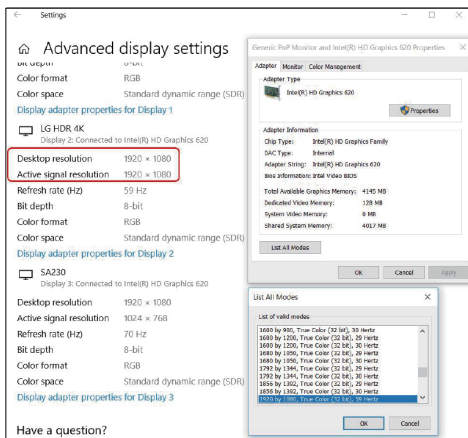 Settings
Advanced display settings
Bit depth 8-bit
Color format RGB
Color space Standard dynamic range (SDR)
Display adapter properties for Display 1
LG HDR 4K
Display 2: Connected to Intel(R) HD Graphics 620
Desktop resolution 1920 × 1080
Active signal resolution 1920 × 1080
Refresh rate (Hz) 59 Hz
Bit depth 8-bit
Color format RGB
Color space Standard dynamic range (SDR)
Display adapter properties for Display 2
SA230
Display 3: Connected to Intel(R) HD Graphics 620
Desktop resolution 1920 × 1080
Active signal resolution 1024 × 768
Refresh rate (Hz) 70 Hz
Bit depth 8-bit
Color format RGB
Color space Standard dynamic range (SDR)
Display adapter properties for Display 3
Have a question?
Generic PnP Monitor and Intel(R) HD Graphics 620 Properties
Adapter Monitor Color Management
Adapter Type
Intel(R) HD Graphics 620
Properties
Adapter Information
Chip Type: Intel(R) HD Graphics Family
DAC Type: Internal
Adapter String: Intel(R) HD Graphics 620
Bios Information: Intel Video BIOS
Total Available Graphics Memory: 4145 MB
Dedicated Video Memory: 128 MB
System Video Memory: 0 MB
Shared System Memory: 4017 MB
List All Modes
OK Cancel Apply
List All Modes
List of valid modes
1600 by 900, True Color (32 bit), 30 Hertz
1600 by 1200, True Color (32 bit), 29 Hertz
1600 by 1200, True Color (32 bit), 30 Hertz
1680 by 1050, True Color (32 bit), 29 Hertz
1680 by 1050, True Color (32 bit), 30 Hertz
1792 by 1344, True Color (32 bit), 29 Hertz
1792 by 1344, True Color (32 bit), 30 Hertz
1856 by 1392, True Color (32 bit), 29 Hertz
1856 by 1392, True Color (32 bit), 30 Hertz
1920 by 1080, True Color (32 bit), 59 Hertz
OK Cancel